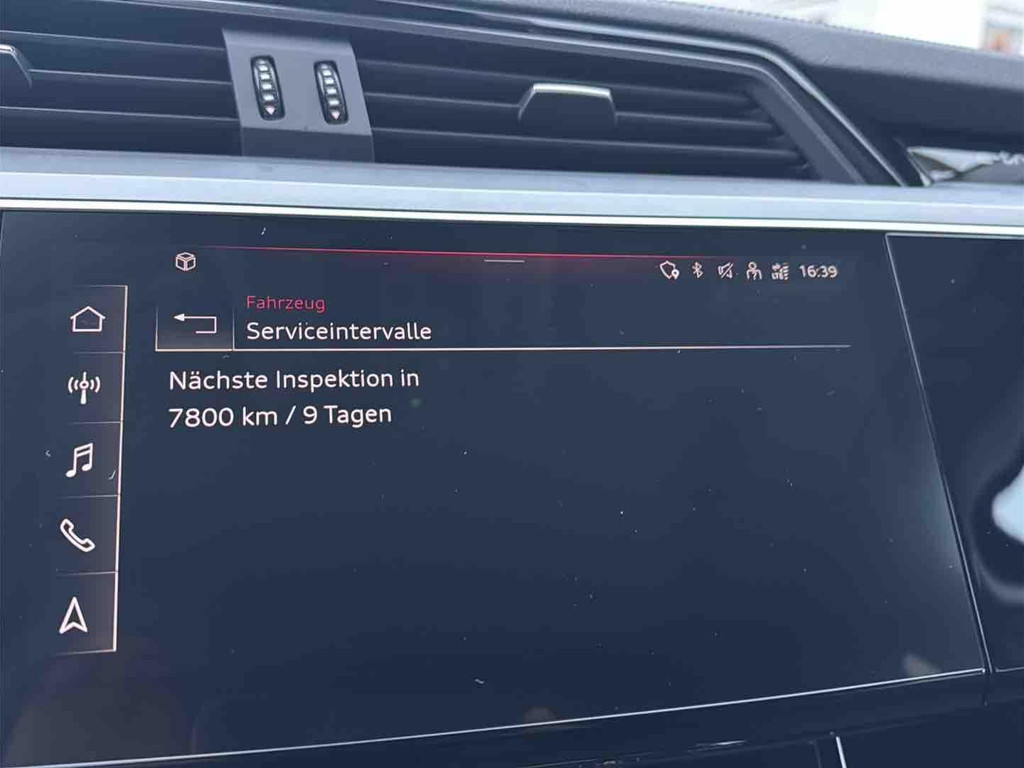 16:39
Fahrzeug
Serviceintervalle
Nächste Inspektion in
7800 km / 9 Tagen